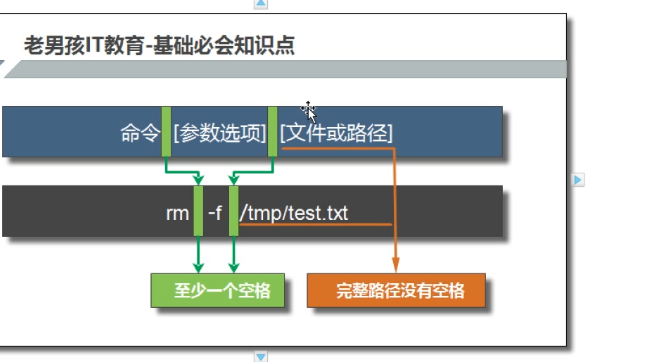 老男孩IT教育-基础必会知识点
命令 [参数选项] [文件或路径]
rm -f /tmp/test.txt
至少一个空格 完整路径没有空格